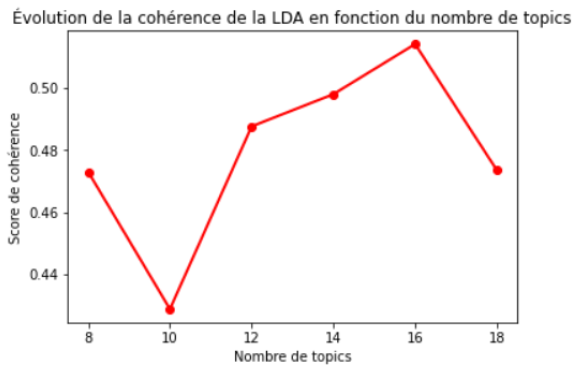 Évolution de la cohérence de la LDA en fonction du nombre de topics
Score de cohérence
0.50
0.48
0.46
0.44
8 10 12 14 16 18
Nombre de topics